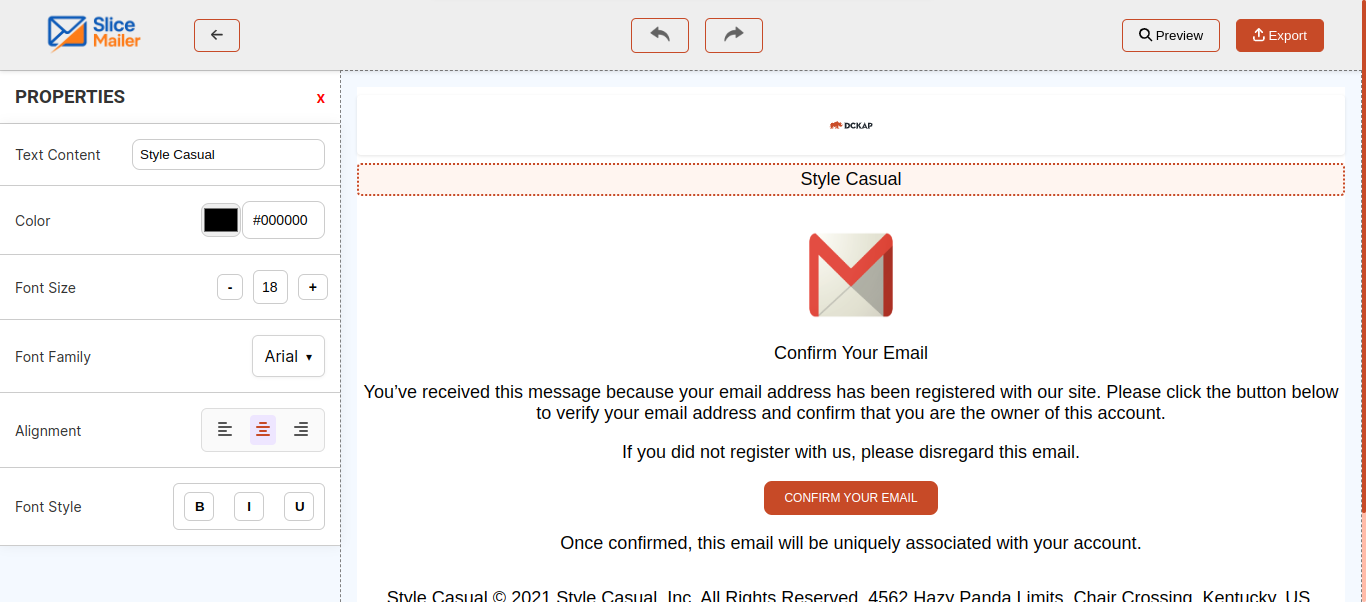 Slice
Mailer
Preview
Export
PROPERTIES
X
Text Content
Style Casual
Color
#000000
Font Size
-
18
+
Font Family
Arial ▾
Alignment
Font Style
B
I
U
DCKAP
Style Casual
Confirm Your Email
You’ve received this message because your email address has been registered with our site. Please click the button below
to verify your email address and confirm that you are the owner of this account.
If you did not register with us, please disregard this email.
CONFIRM YOUR EMAIL
Once confirmed, this email will be uniquely associated with your account.
Style Casual © 2021 Style Casual, Inc. All Rights Reserved. 4562 Hazy Panda Limits, Chair Crossing, Kentucky, US